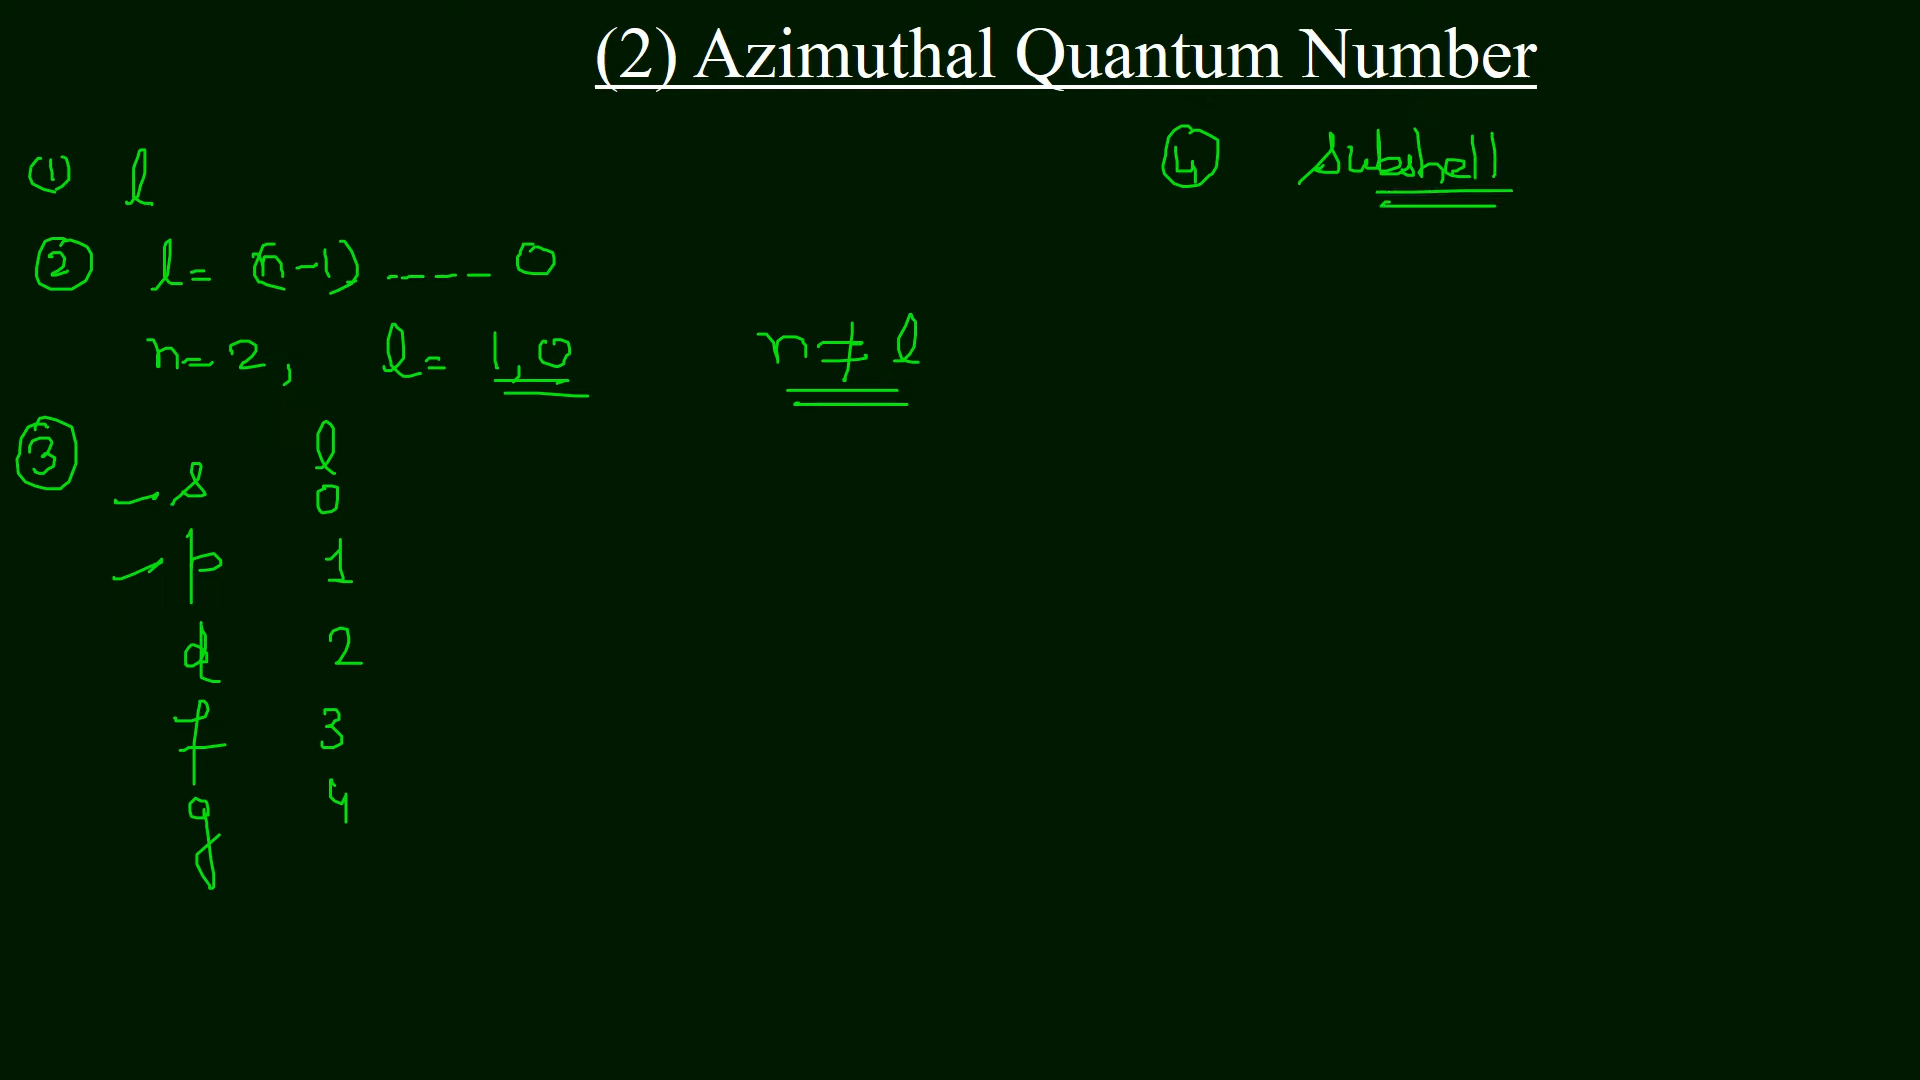 (2) Azimuthal Quantum Number
① l
② l = (n-1) ----- 0
n = 2, l = 1,0 n ≠ l
③ l
s 0
p 1
d 2
f 3
g 4
④ subshell